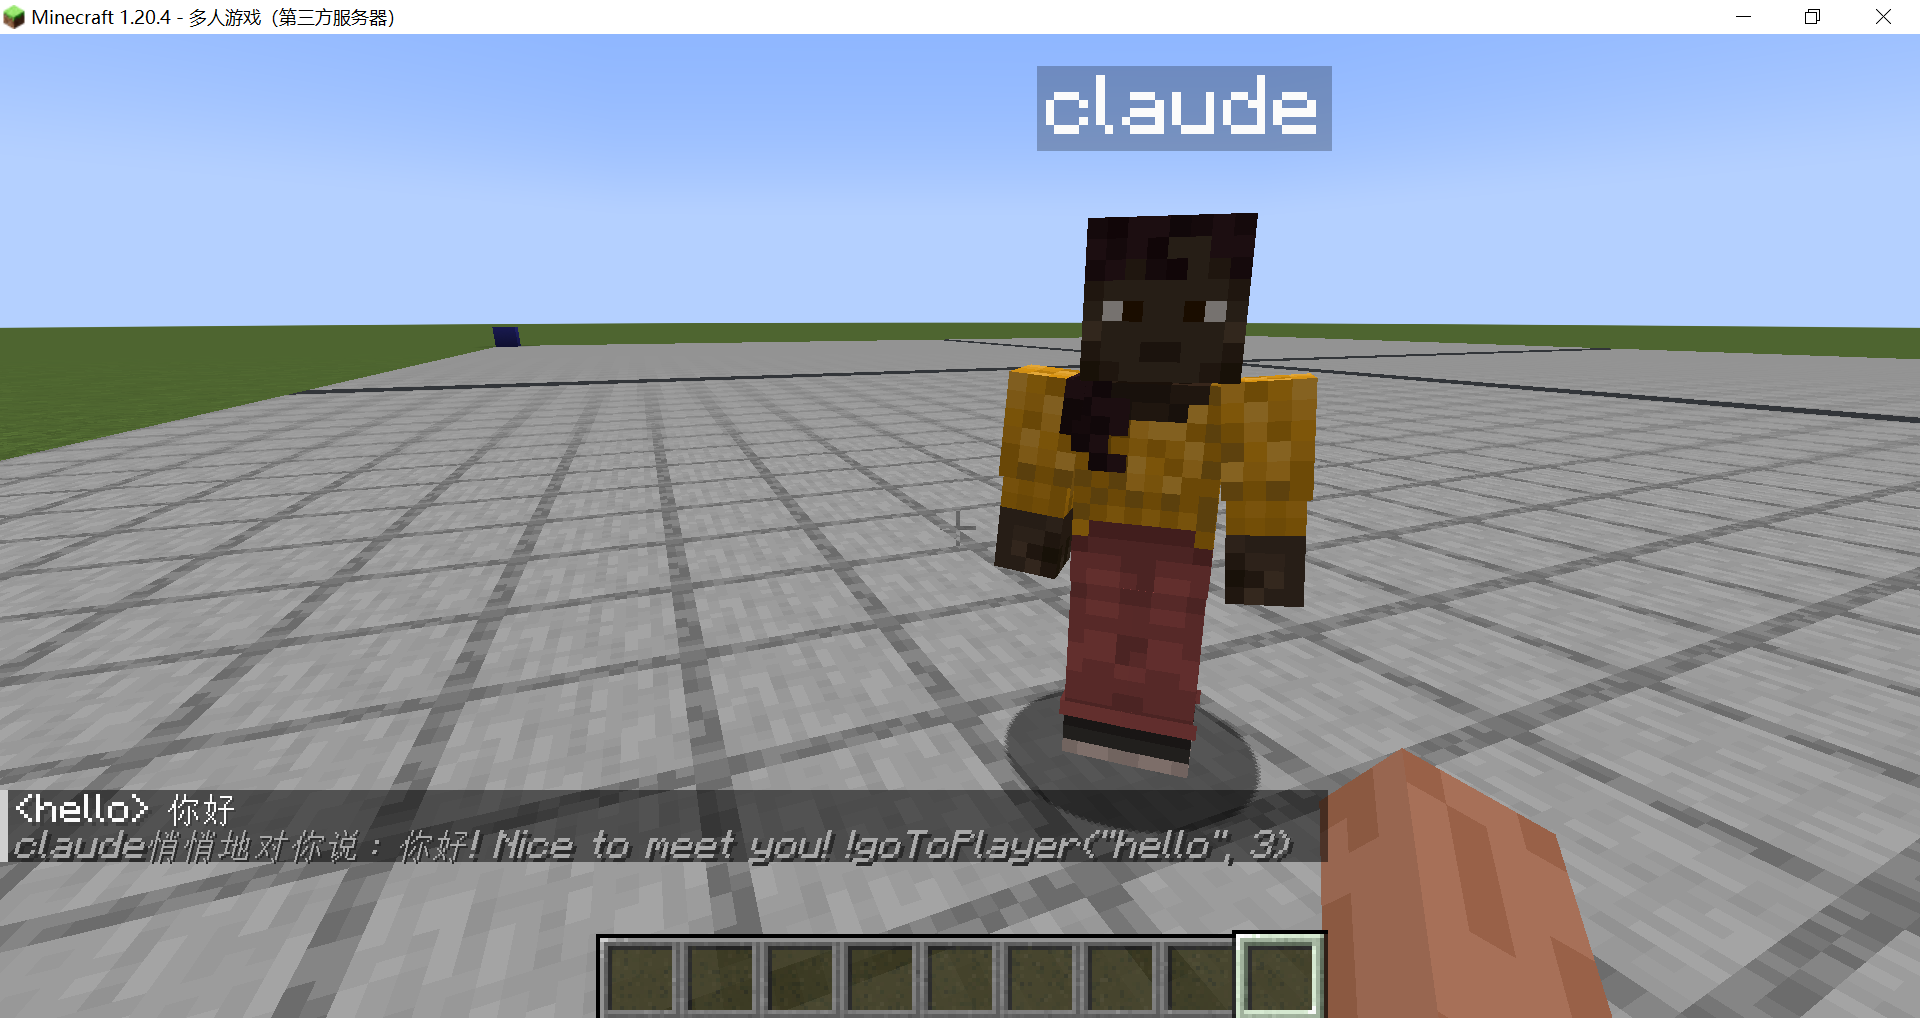 Minecraft 1.20.4 - 多人游戏（第三方服务器）
claude
<hello> 你好
claude悄悄地对你说：你好! Nice to meet you! !goToPlayer("hello", 3)